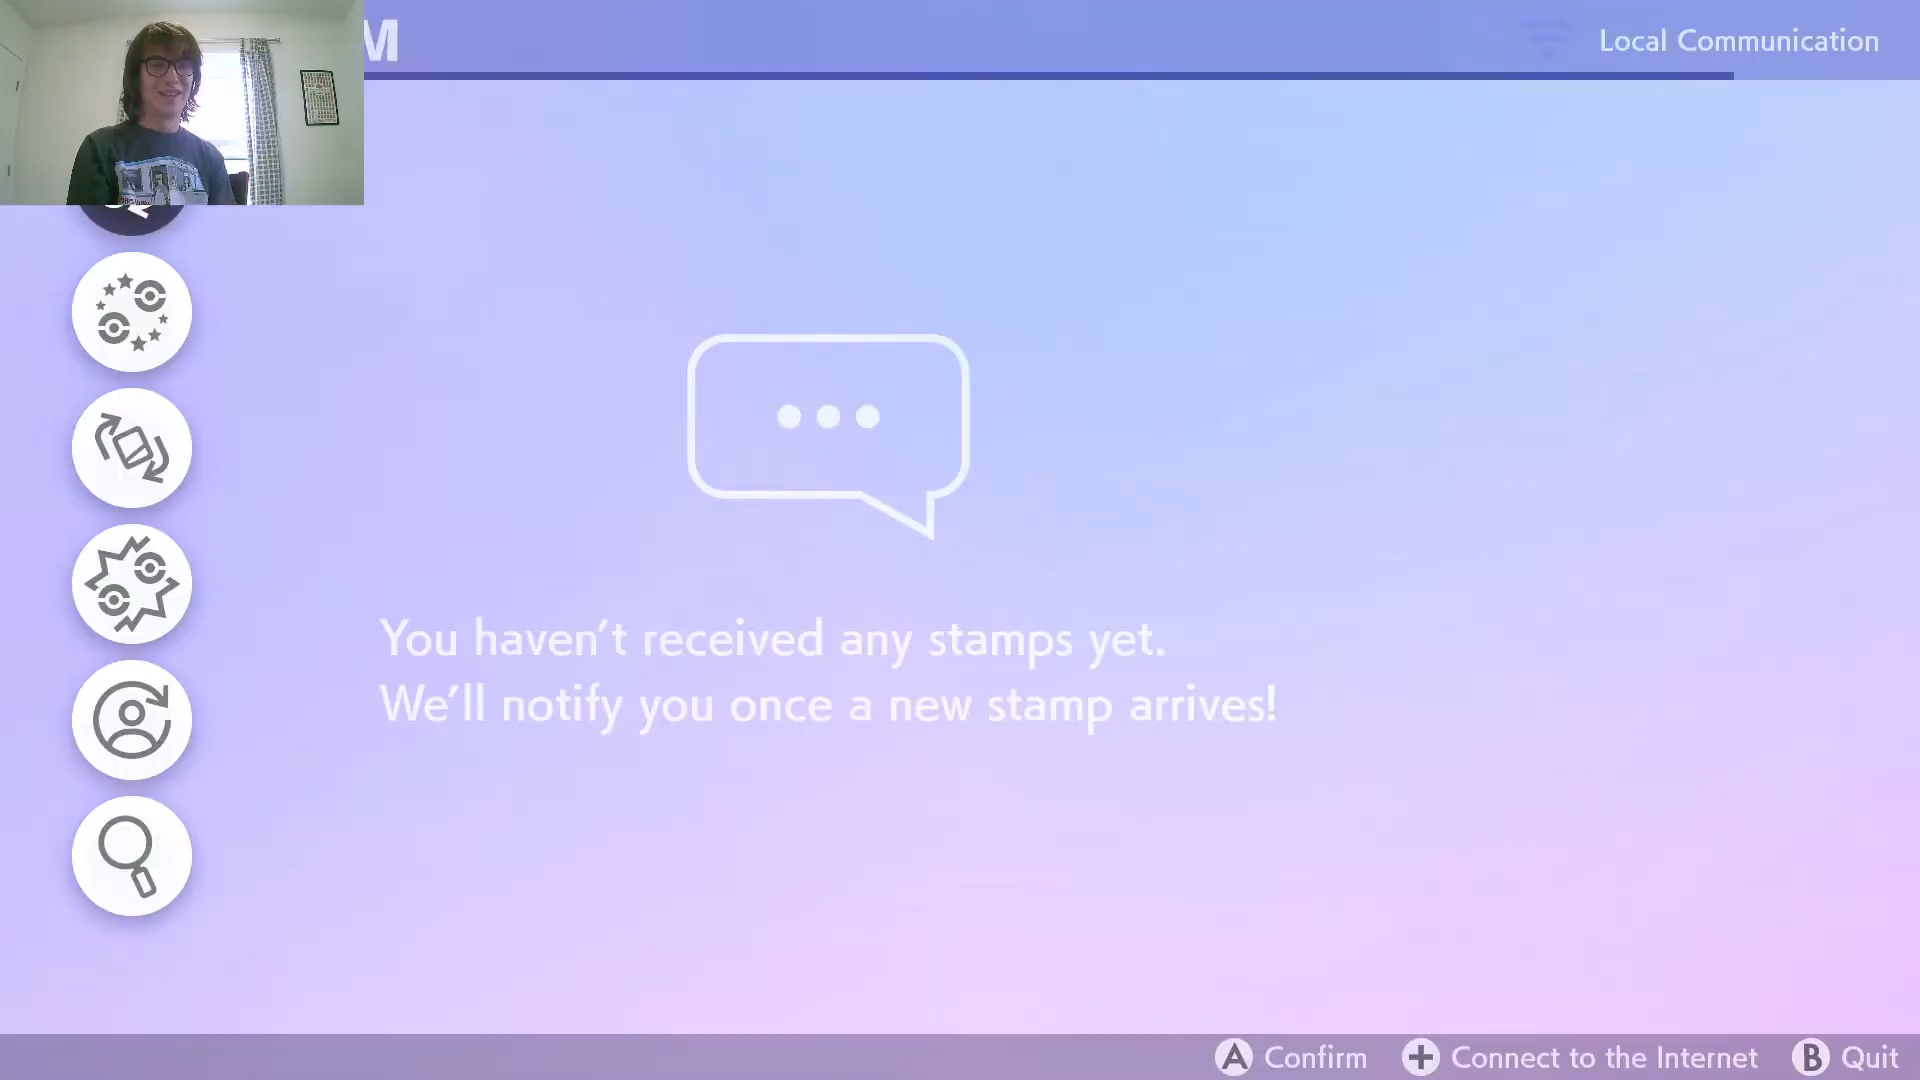 M
Local Communication
You haven't received any stamps yet.
We'll notify you once a new stamp arrives!
A Confirm + Connect to the Internet B Quit